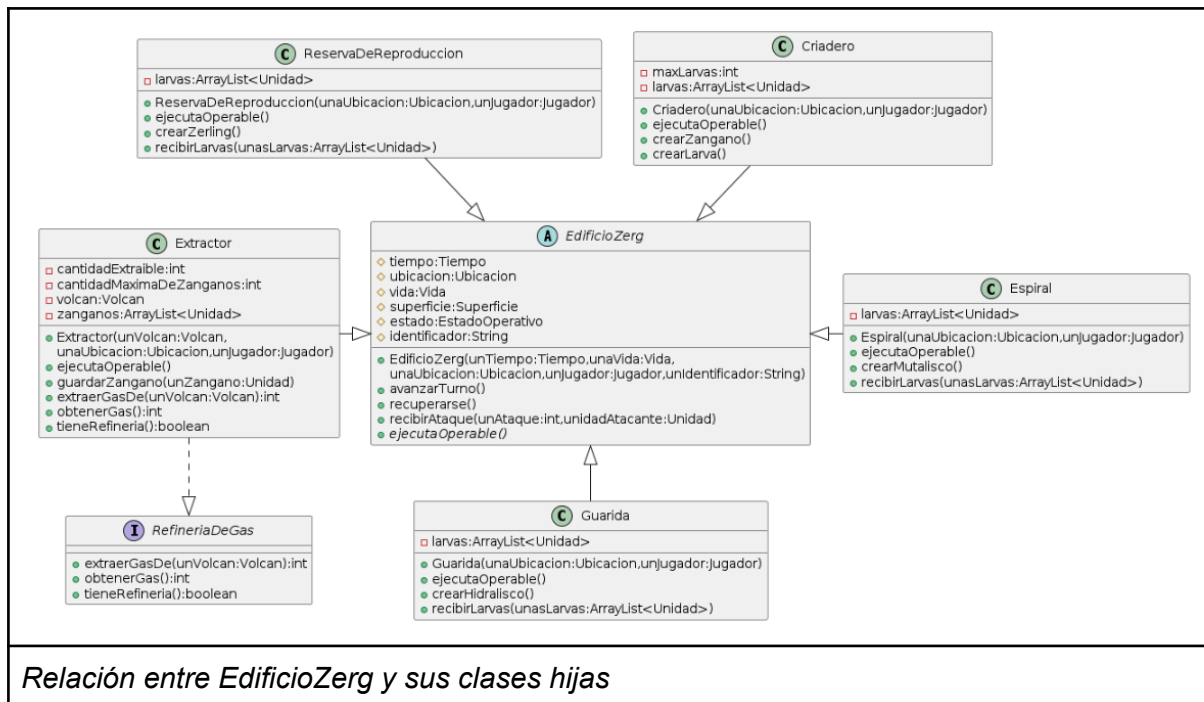 C ReservaDeReproduccion
larvas:ArrayList<Unidad>
ReservaDeReproduccion(unaUbicacion:Ubicacion,unJugador:Jugador)
ejecutaOperable()
crearZerling()
recibirLarvas(unasLarvas:ArrayList<Unidad>)
C Criadero
maxLarvas:int
larvas:ArrayList<Unidad>
Criadero(unaUbicacion:Ubicacion,unJugador:Jugador)
ejecutaOperable()
crearZangano()
crearLarva()
C Extractor
cantidadExtraible:int
cantidadMaximaDeZanganos:int
volcan:Volcan
zanganos:ArrayList<Unidad>
Extractor(unVolcan:Volcan,
unaUbicacion:Ubicacion,unJugador:Jugador)
ejecutaOperable()
guardarZangano(unZangano:Unidad)
extraerGasDe(unVolcan:Volcan):int
obtenerGas():int
tieneRefineria():boolean
A EdificioZerg
tiempo:Tiempo
ubicacion:Ubicacion
vida:Vida
superficie:Superficie
estado:EstadoOperativo
identificador:String
EdificioZerg(unTiempo:Tiempo,unaVida:Vida,
unaUbicacion:Ubicacion,unJugador:Jugador,unIdentificador:String)
avanzarTurno()
recuperarse()
recibirAtaque(unAtaque:int,unidadAtacante:Unidad)
ejecutaOperable()
C Espiral
larvas:ArrayList<Unidad>
Espiral(unaUbicacion:Ubicacion,unJugador:Jugador)
ejecutaOperable()
crearMutalisco()
recibirLarvas(unasLarvas:ArrayList<Unidad>)
I RefineriaDeGas
extraerGasDe(unVolcan:Volcan):int
obtenerGas():int
tieneRefineria():boolean
C Guarida
larvas:ArrayList<Unidad>
Guarida(unaUbicacion:Ubicacion,unJugador:Jugador)
ejecutaOperable()
crearHidralisco()
recibirLarvas(unasLarvas:ArrayList<Unidad>)
Relación entre EdificioZerg y sus clases hijas